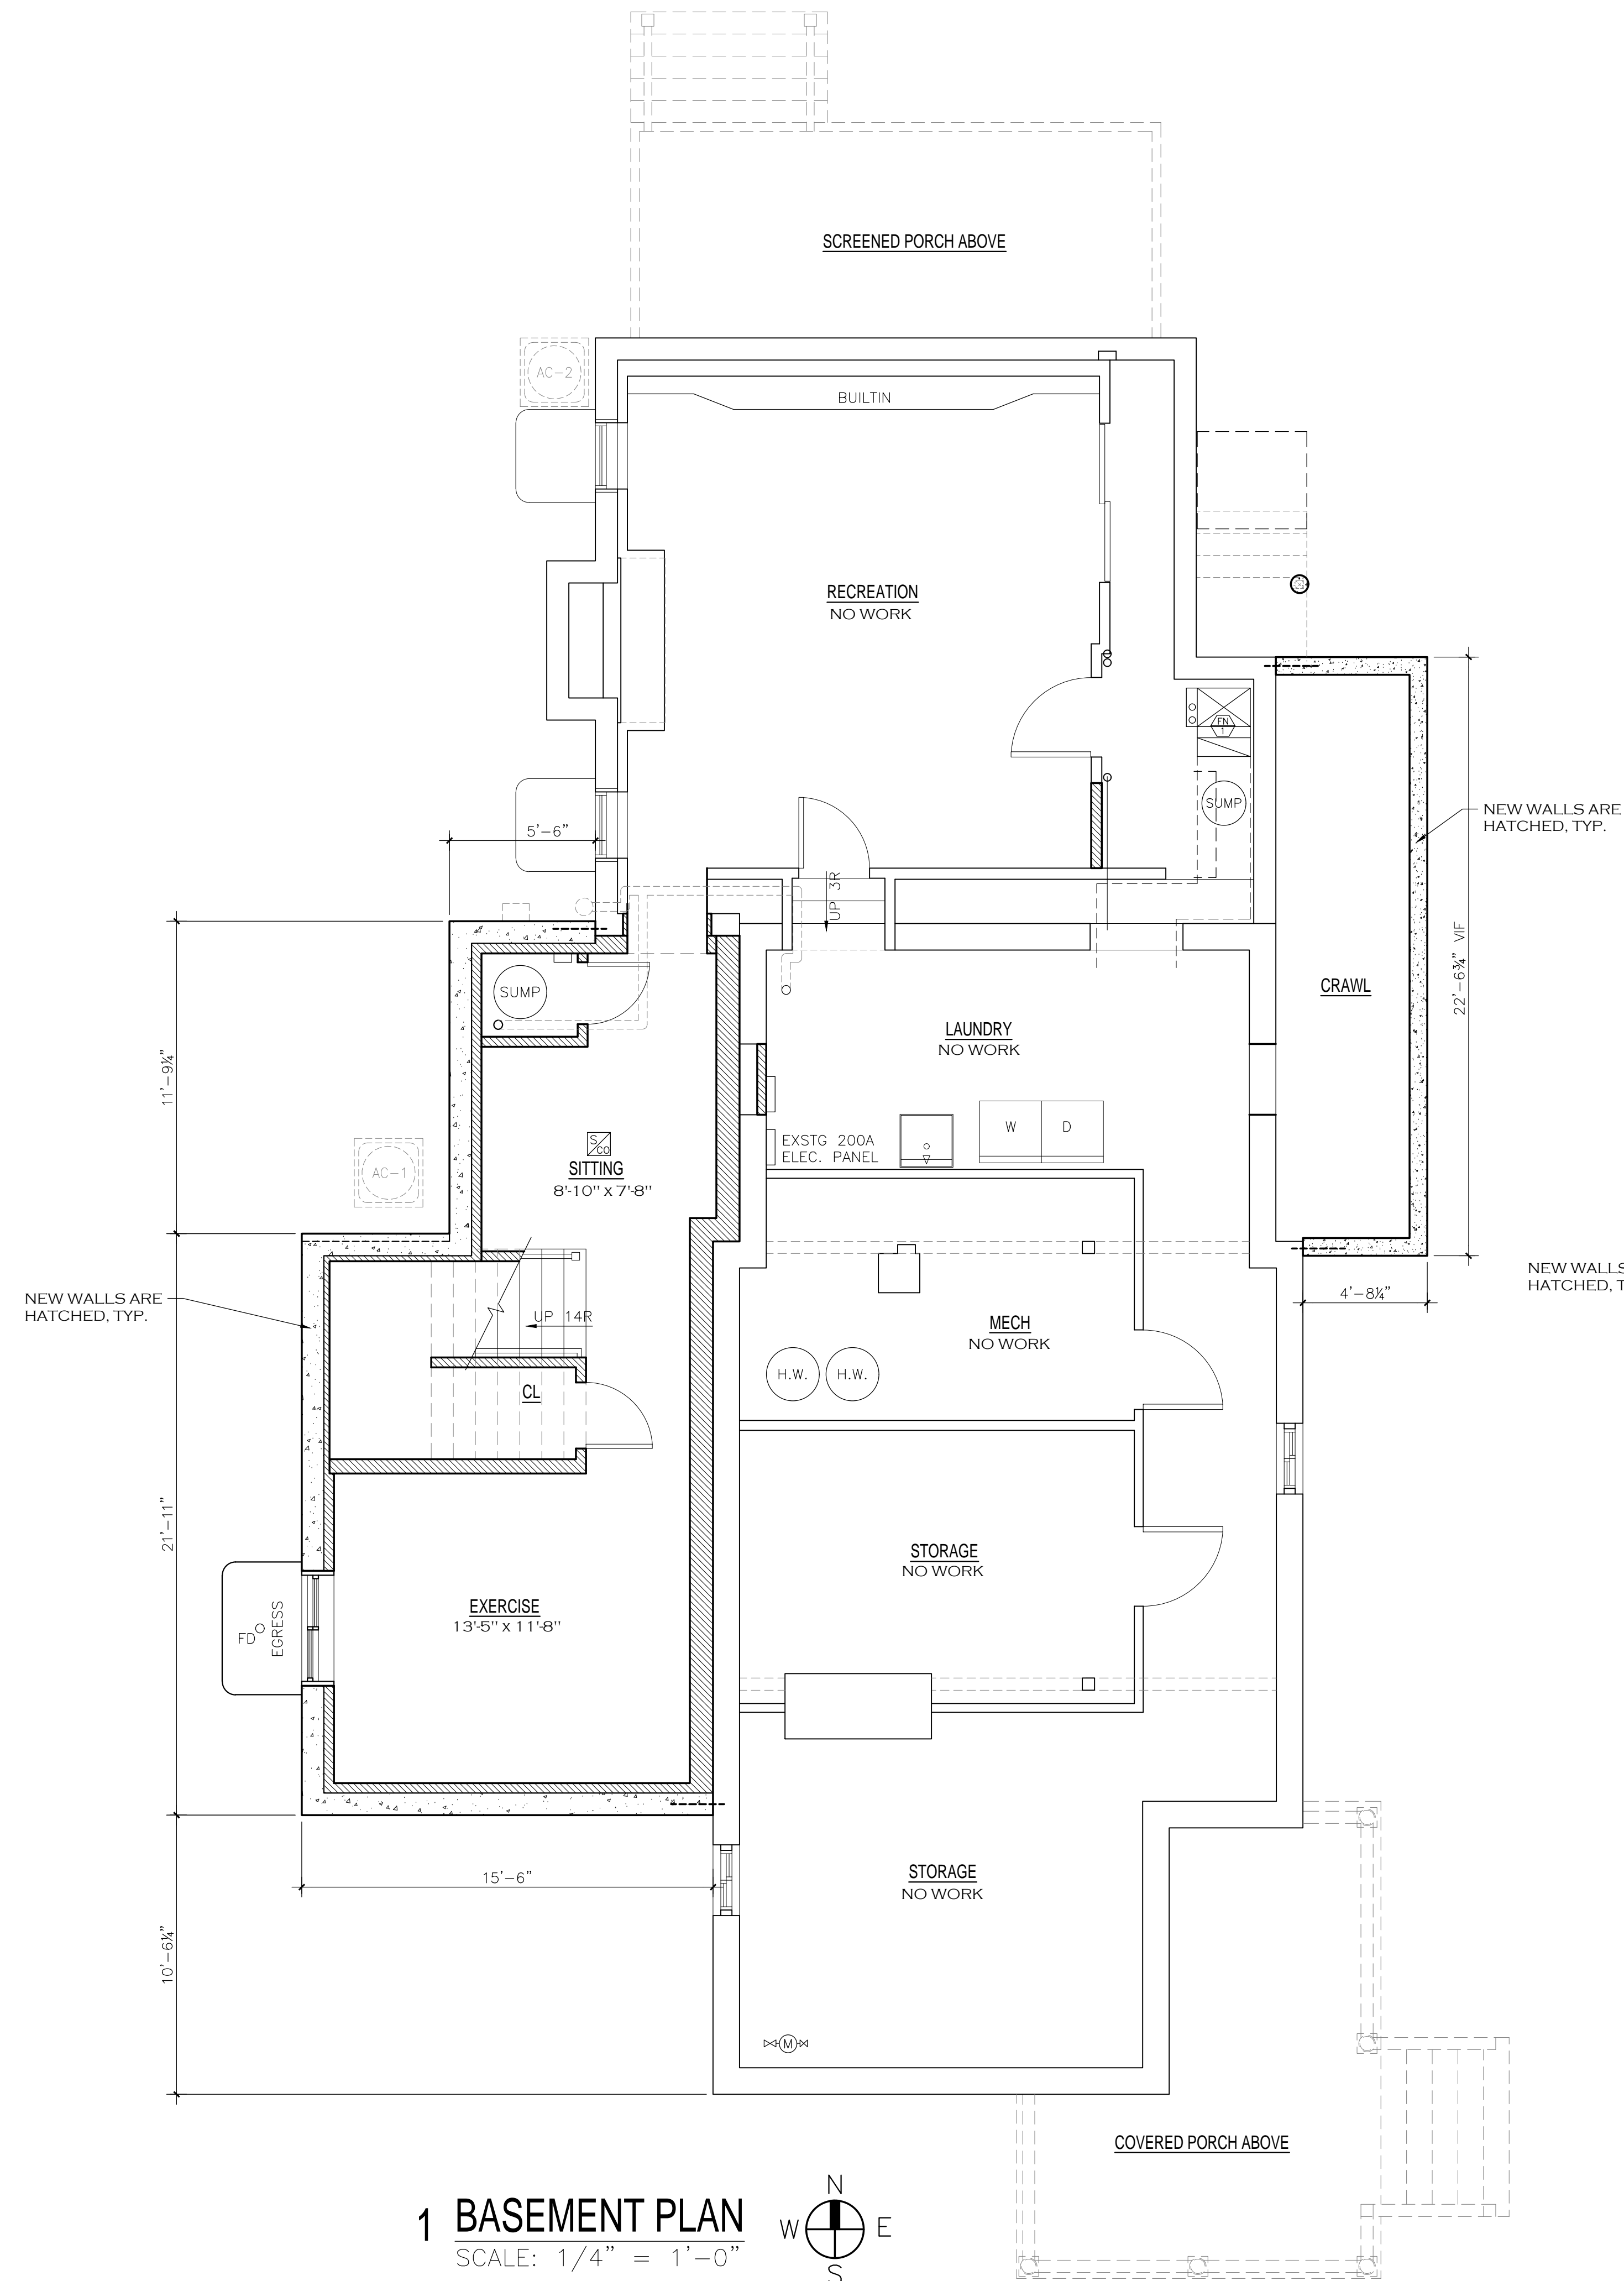 SCREENED PORCH ABOVE
AC-2
BUILTIN
RECREATION
NO WORK
FN
1
SUMP
NEW WALLS ARE
HATCHED, TYP.
5'-6"
UP 3R
22'-6¾" VIF
CRAWL
SUMP
LAUNDRY
NO WORK
11'-9¼"
W
D
EXSTG 200A
ELEC. PANEL
S/CO
SITTING
8'-10" x 7'-8"
AC-1
NEW WALLS ARE
HATCHED, TYP.
UP 14R
4'-8¼"
NEW WALLS
HATCHED, T
MECH
NO WORK
H.W.
H.W.
CL
21'-11"
STORAGE
NO WORK
EXERCISE
13'-5" x 11'-8"
FD
EGRESS
15'-6"
STORAGE
NO WORK
10'-6¼"
M
COVERED PORCH ABOVE
1 BASEMENT PLAN
SCALE: 1/4" = 1'-0"
N
W
E
S